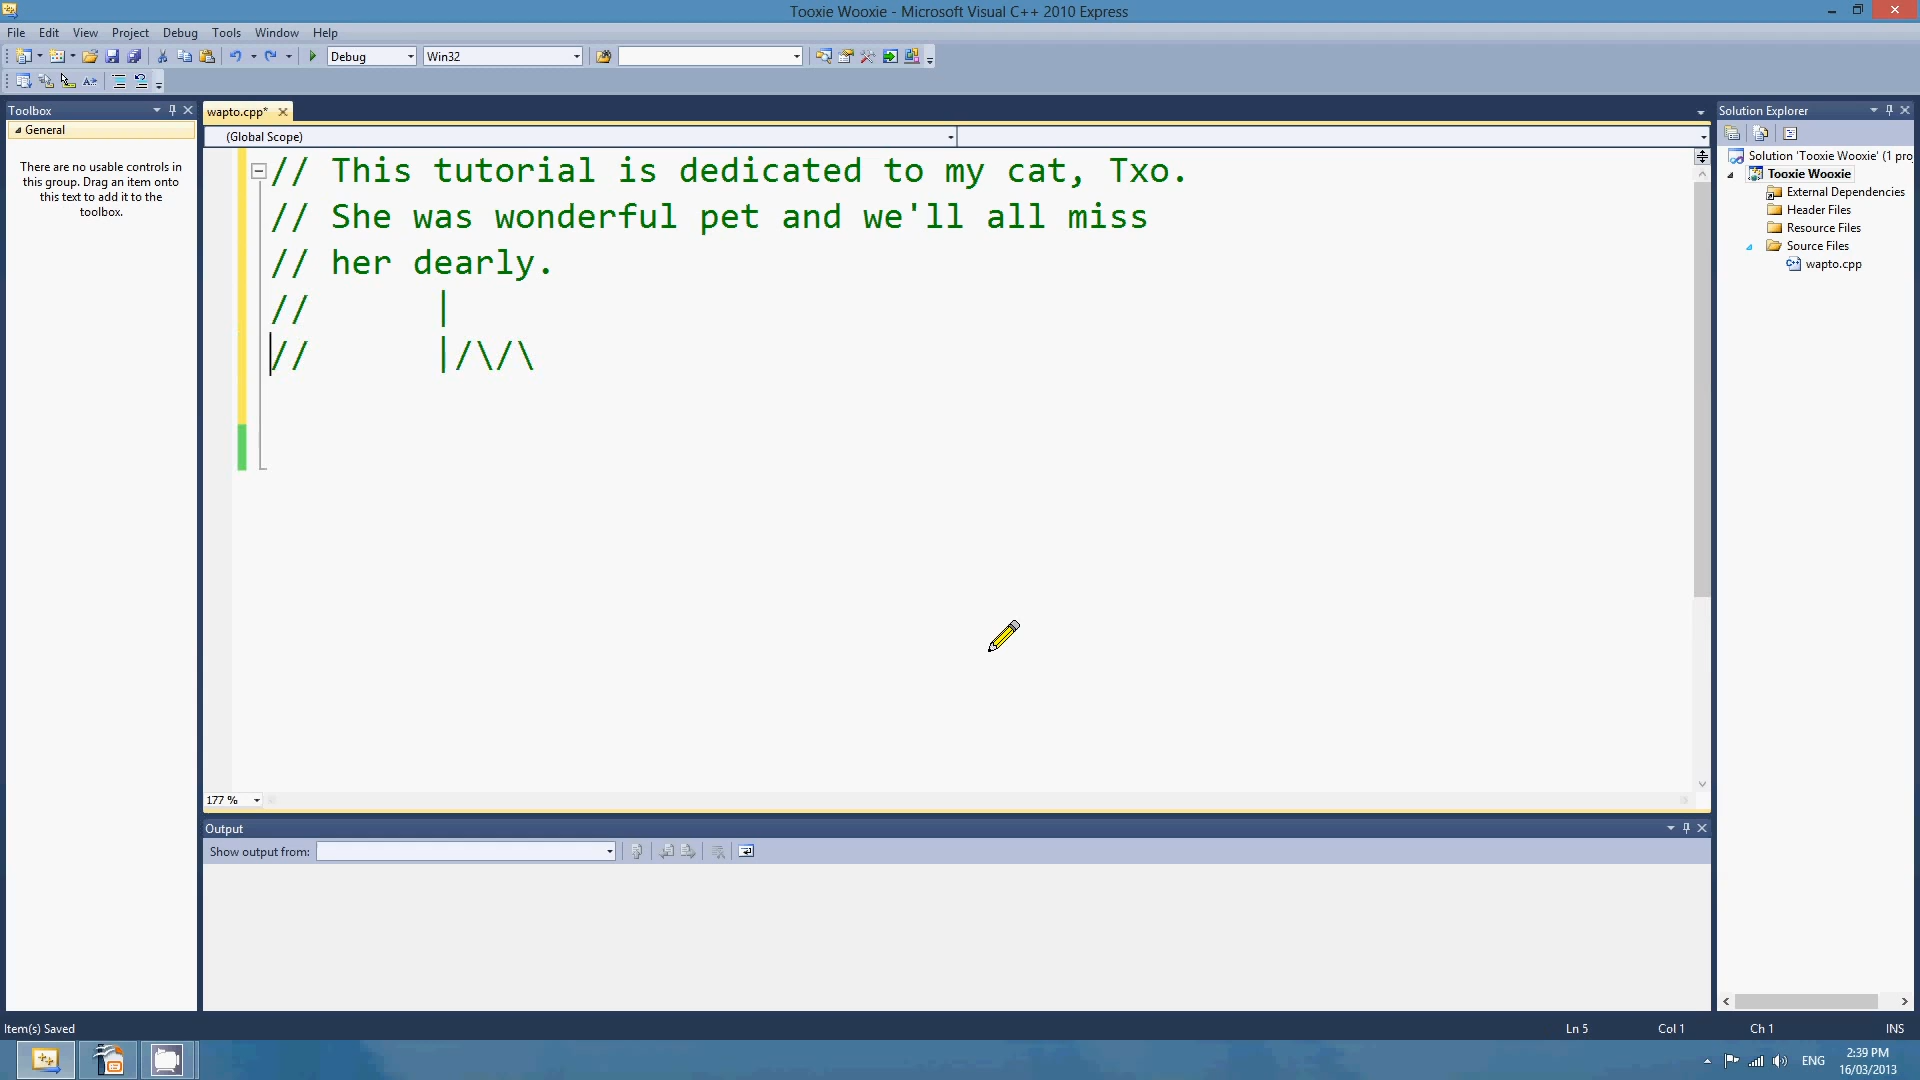 Tooxie Wooxie - Microsoft Visual C++ 2010 Express
File Edit View Project Debug Tools Window Help
Debug Win32
Toolbox
General
There are no usable controls in
this group. Drag an item onto
this text to add it to the
toolbox.
wapto.cpp*
(Global Scope)
// This tutorial is dedicated to my cat, Txo.
// She was wonderful pet and we'll all miss
// her dearly.
// |
// |/\/\
177 %
Output
Show output from:
Solution Explorer
Solution 'Tooxie Wooxie' (1 proj
Tooxie Wooxie
External Dependencies
Header Files
Resource Files
Source Files
wapto.cpp
Item(s) Saved Ln 5 Col 1 Ch 1 INS
ENG
2:39 PM
16/03/2013